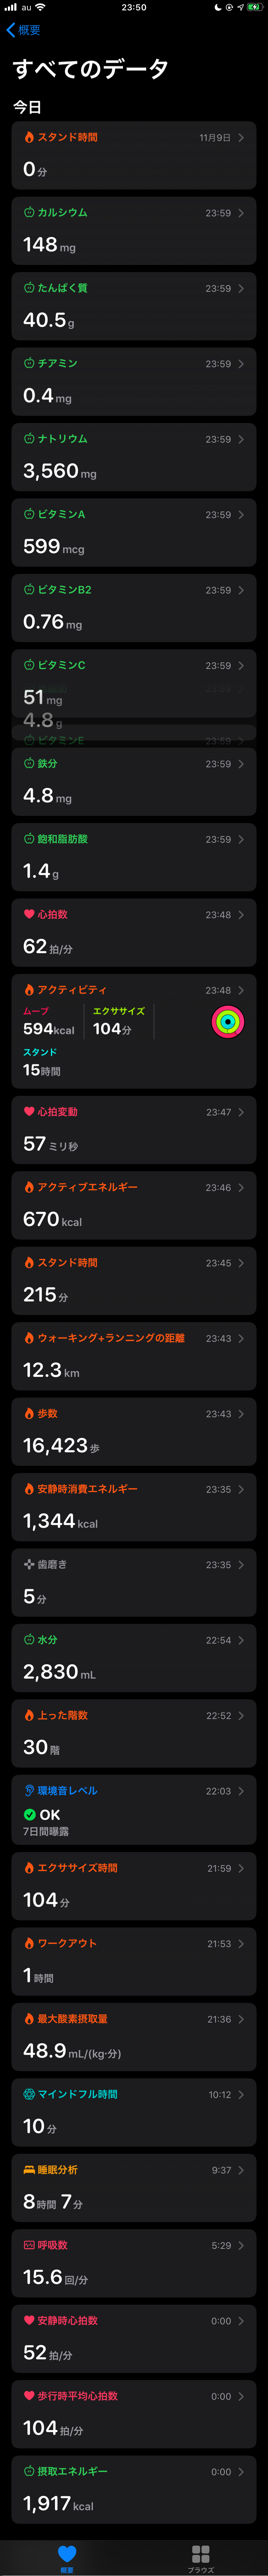 au 23:50
概要
すべてのデータ
今日
スタンド時間 11月9日
0分
カルシウム 23:59
148 mg
たんぱく質 23:59
40.5 g
チアミン 23:59
0.4 mg
ナトリウム 23:59
3,560 mg
ビタミンA 23:59
599 mcg
ビタミンB2 23:59
0.76 mg
ビタミンC 23:59
51 mg
4.8 g
ビタミンE 23:59
鉄分 23:59
4.8 mg
飽和脂肪酸 23:59
1.4 g
心拍数 23:48
62 拍/分
アクティビティ 23:48
ムーブ エクササイズ
594kcal 104分
スタンド
15時間
心拍変動 23:47
57 ミリ秒
アクティブエネルギー 23:46
670 kcal
スタンド時間 23:45
215 分
ウォーキング+ランニングの距離 23:43
12.3 km
歩数 23:43
16,423 歩
安静時消費エネルギー 23:35
1,344 kcal
歯磨き 23:35
5分
水分 22:54
2,830 mL
上った階数 22:52
30 階
環境音レベル 22:03
OK
7日間曝露
エクササイズ時間 21:59
104 分
ワークアウト 21:53
1時間
最大酸素摂取量 21:36
48.9 mL/(kg·分)
マインドフル時間 10:12
10 分
睡眠分析 9:37
8時間 7分
呼吸数 5:29
15.6 回/分
安静時心拍数 0:00
52 拍/分
歩行時平均心拍数 0:00
104 拍/分
摂取エネルギー 0:00
1,917 kcal
概要 ブラウズ